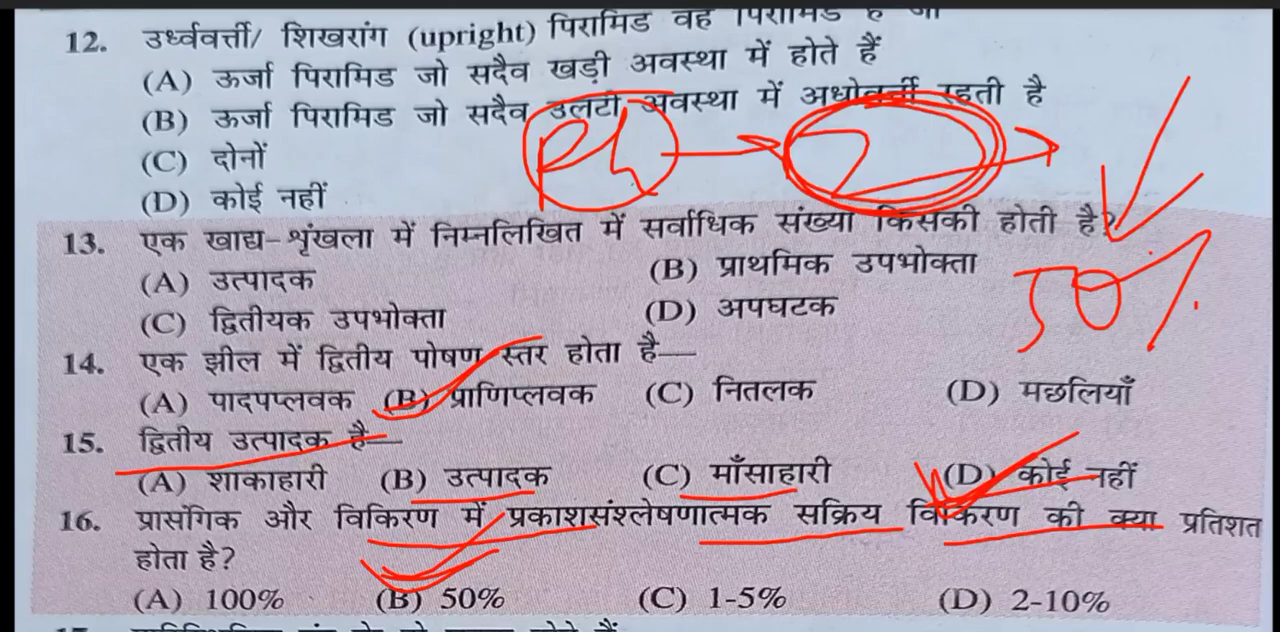 12. उर्ध्ववर्त्ती/ शिखरांग (upright) पिरामिड वह पिरामिड है जो
(A) ऊर्जा पिरामिड जो सदैव खड़ी अवस्था में होते हैं
(B) ऊर्जा पिरामिड जो सदैव उलटी अवस्था में अधोवर्त्ती रहती है
(C) दोनों
(D) कोई नहीं
13. एक खाद्य-शृंखला में निम्नलिखित में सर्वाधिक संख्या किसकी होती है?
(A) उत्पादक (B) प्राथमिक उपभोक्ता
(C) द्वितीयक उपभोक्ता (D) अपघटक
50%
14. एक झील में द्वितीय पोषण स्तर होता है—
(A) पादपप्लवक (B) प्राणिप्लवक (C) नितलक (D) मछलियाँ
15. द्वितीय उत्पादक है—
(A) शाकाहारी (B) उत्पादक (C) माँसाहारी (D) कोई नहीं
16. प्रासंगिक और विकिरण में प्रकाशसंश्लेषणात्मक सक्रिय विकिरण की क्या प्रतिशत
होता है?
(A) 100% (B) 50% (C) 1-5% (D) 2-10%